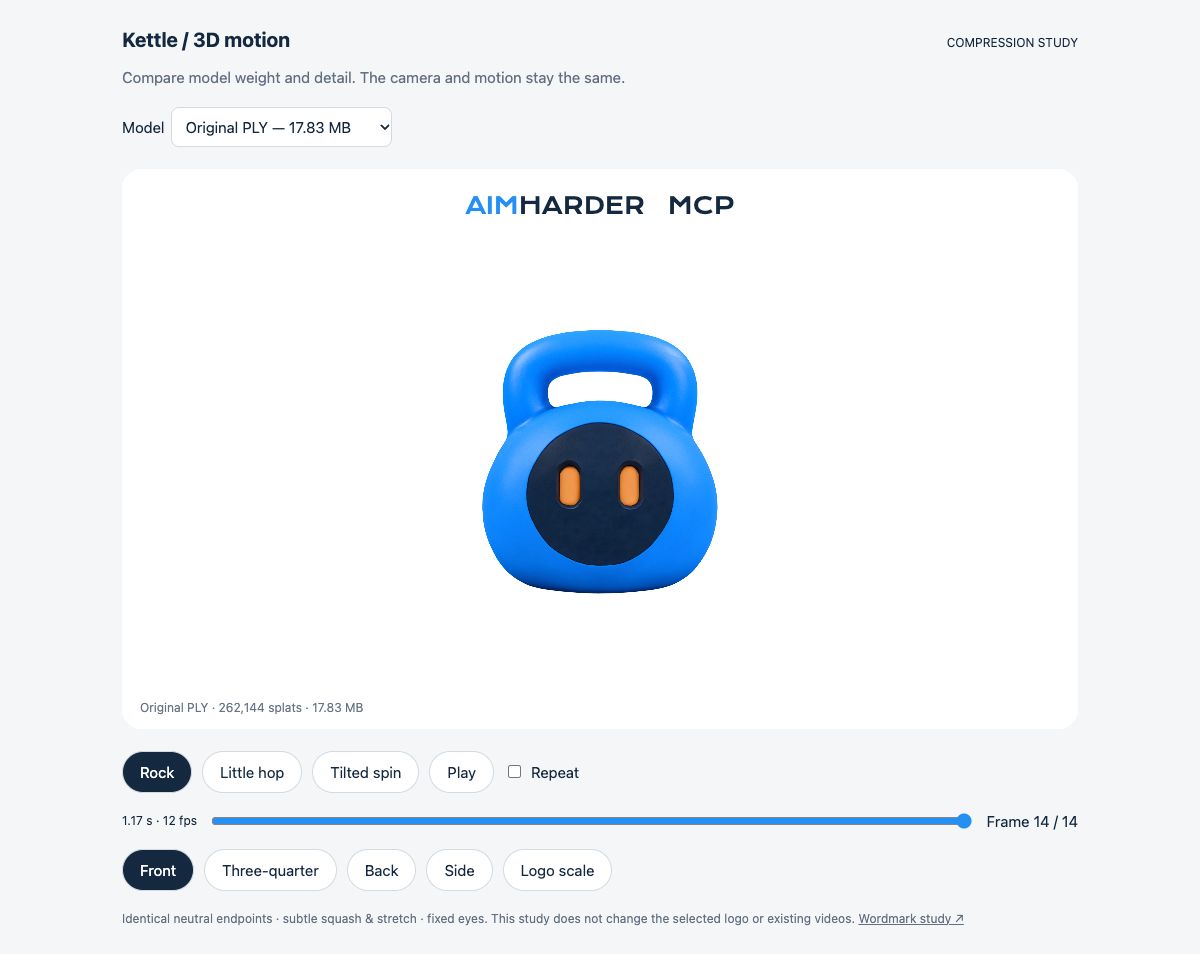 Kettle / 3D motion
COMPRESSION STUDY
Compare model weight and detail. The camera and motion stay the same.
Model Original PLY — 17.83 MB
AIMHARDER MCP
Original PLY · 262,144 splats · 17.83 MB
Rock Little hop Tilted spin Play Repeat
1.17 s · 12 fps Frame 14 / 14
Front Three-quarter Back Side Logo scale
Identical neutral endpoints · subtle squash & stretch · fixed eyes. This study does not change the selected logo or existing videos. Wordmark study ↗